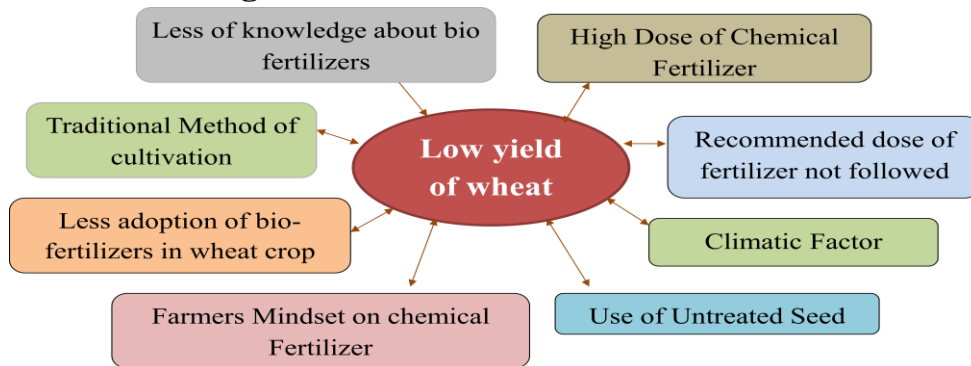 Less of knowledge about bio
fertilizers
High Dose of Chemical
Fertilizer
Traditional Method of
cultivation
Low yield
of wheat
Recommended dose of
fertilizer not followed
Less adoption of bio-
fertilizers in wheat crop
Climatic Factor
Farmers Mindset on chemical
Fertilizer
Use of Untreated Seed